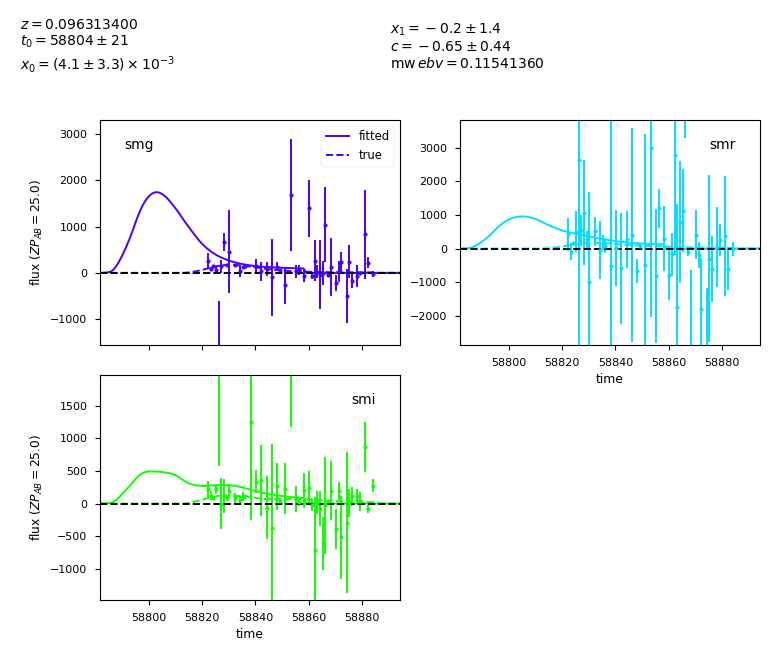 z = 0.096313400
t₀ = 58804 ± 21
x₀ = (4.1 ± 3.3) × 10⁻³
x₁ = −0.2 ± 1.4
c = −0.65 ± 0.44
mw ebv = 0.11541360
smg
fitted
true
3000
2000
1000
0
−1000
flux (ZP_AB = 25.0)
smr
3000
2000
1000
0
−1000
−2000
58800 58820 58840 58860 58880
time
smi
1500
1000
500
0
−500
−1000
flux (ZP_AB = 25.0)
58800 58820 58840 58860 58880
time